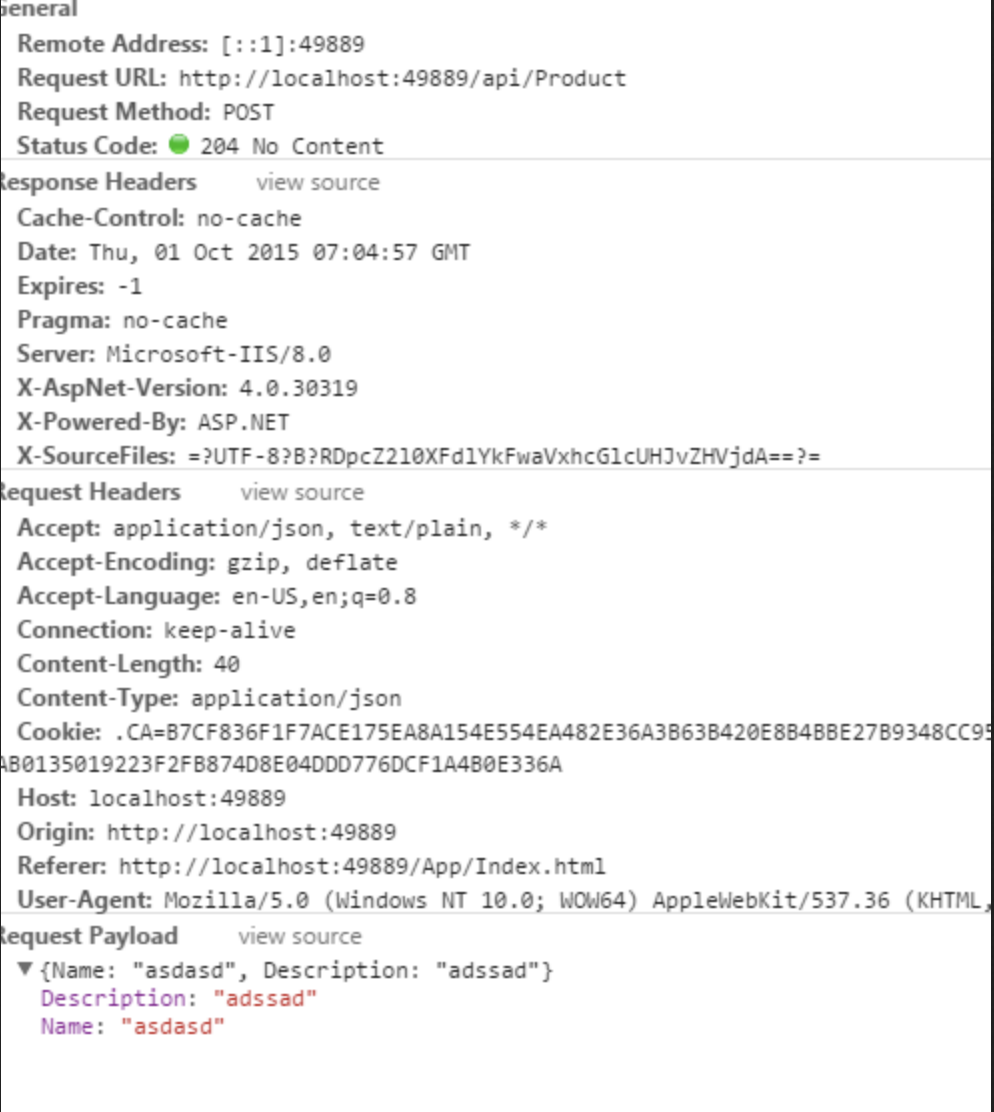 General
Remote Address: [::1]:49889
Request URL: http://localhost:49889/api/Product
Request Method: POST
Status Code: 204 No Content
Response Headers view source
Cache-Control: no-cache
Date: Thu, 01 Oct 2015 07:04:57 GMT
Expires: -1
Pragma: no-cache
Server: Microsoft-IIS/8.0
X-AspNet-Version: 4.0.30319
X-Powered-By: ASP.NET
X-SourceFiles: =?UTF-8?B?RDpcZ2l0XFdlYkFwaVxhcGlcUHJvZHVjdA==?=
Request Headers view source
Accept: application/json, text/plain, */*
Accept-Encoding: gzip, deflate
Accept-Language: en-US,en;q=0.8
Connection: keep-alive
Content-Length: 40
Content-Type: application/json
Cookie: .CA=B7CF836F1F7ACE175EA8A154E554EA482E36A3B63B420E8B4BBE27B9348CC95
AB0135019223F2FB874D8E04DDD776DCF1A4B0E336A
Host: localhost:49889
Origin: http://localhost:49889
Referer: http://localhost:49889/App/Index.html
User-Agent: Mozilla/5.0 (Windows NT 10.0; WOW64) AppleWebKit/537.36 (KHTML,
Request Payload view source
{Name: "asdasd", Description: "adssad"}
Description: "adssad"
Name: "asdasd"